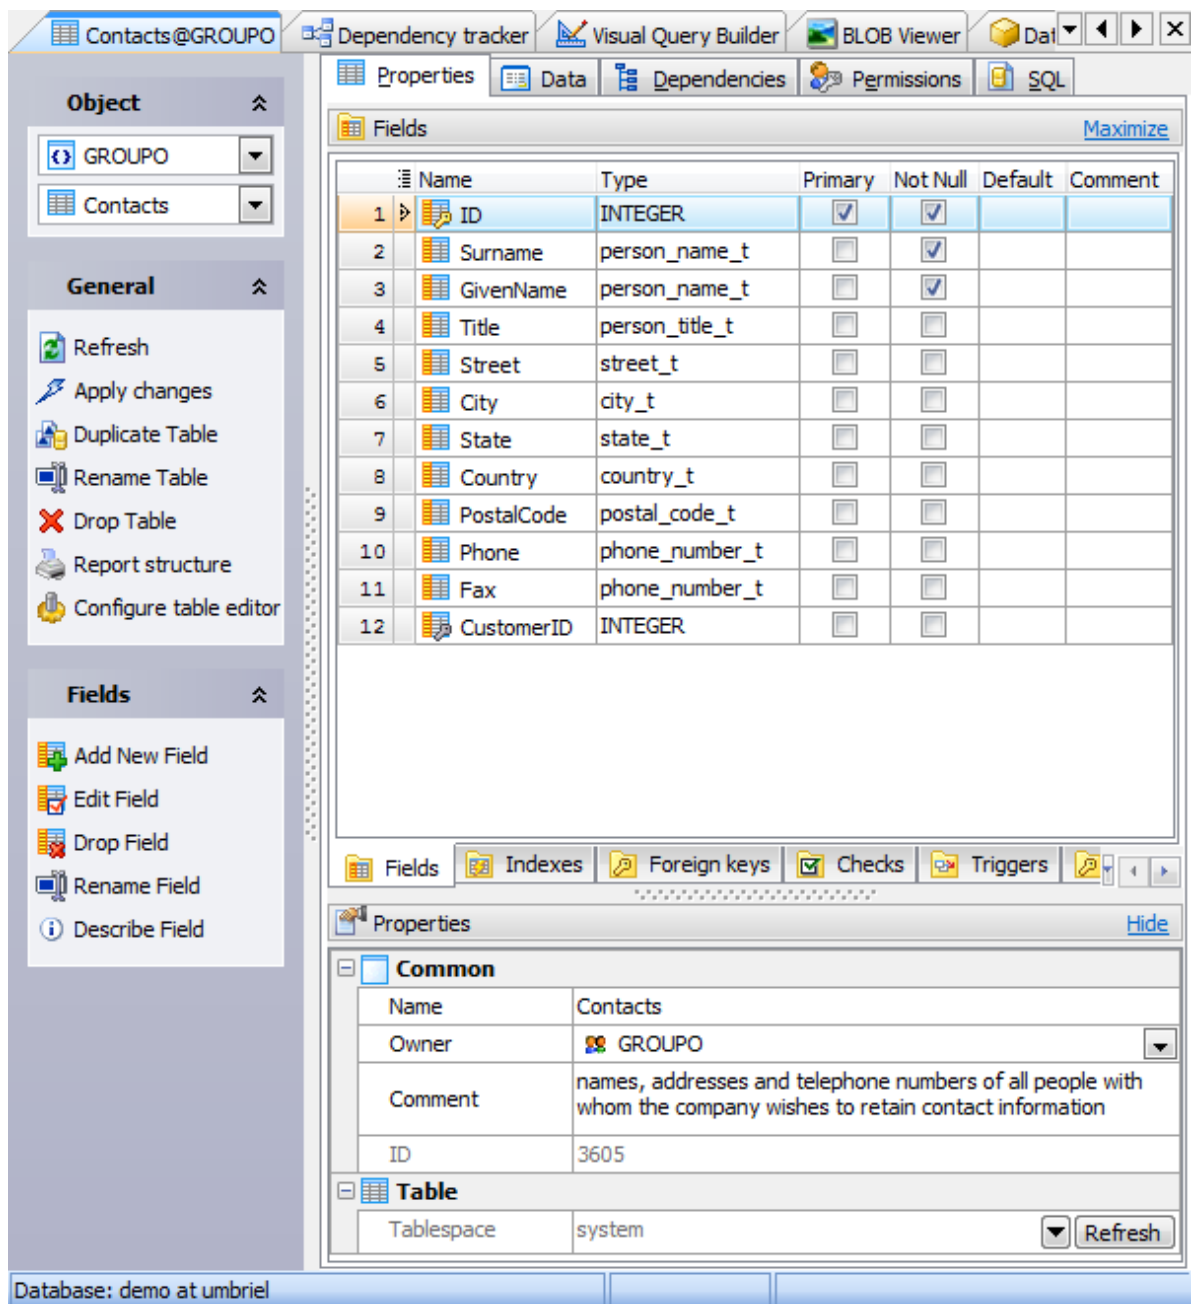 Contacts@GROUPO Dependency tracker Visual Query Builder BLOB Viewer Dat
Object
GROUPO
Contacts
General
Refresh
Apply changes
Duplicate Table
Rename Table
Drop Table
Report structure
Configure table editor
Fields
Add New Field
Edit Field
Drop Field
Rename Field
Describe Field
Properties Data Dependencies Permissions SQL
Fields Maximize
Name Type Primary Not Null Default Comment
1 ID INTEGER
2 Surname person_name_t
3 GivenName person_name_t
4 Title person_title_t
5 Street street_t
6 City city_t
7 State state_t
8 Country country_t
9 PostalCode postal_code_t
10 Phone phone_number_t
11 Fax phone_number_t
12 CustomerID INTEGER
Fields Indexes Foreign keys Checks Triggers
Properties Hide
Common
Name Contacts
Owner GROUPO
Comment names, addresses and telephone numbers of all people with
whom the company wishes to retain contact information
ID 3605
Table
Tablespace system Refresh
Database: demo at umbriel